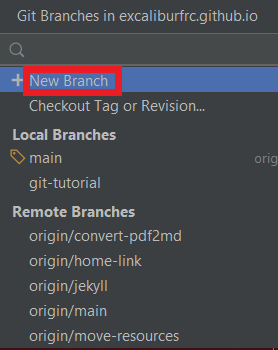 Git Branches in excaliburfrc.github.io
New Branch
Checkout Tag or Revision...
Local Branches
main orig
git-tutorial
Remote Branches
origin/convert-pdf2md
origin/home-link
origin/jekyll
origin/main
origin/move-resources